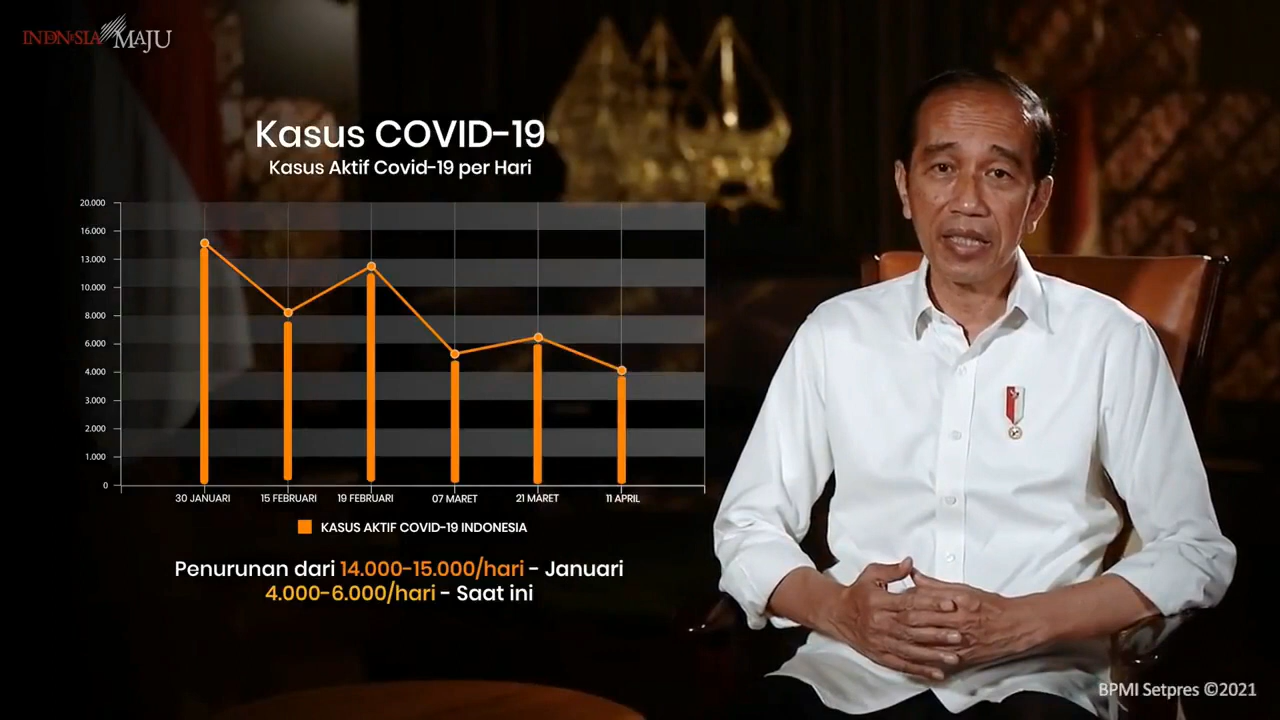 INDONESIA MAJU
Kasus COVID-19
Kasus Aktif Covid-19 per Hari
20.000
16.000
13.000
10.000
8.000
6.000
4.000
3.000
2.000
1.000
0
30 JANUARI 15 FEBRUARI 19 FEBRUARI 07 MARET 21 MARET 11 APRIL
KASUS AKTIF COVID-19 INDONESIA
Penurunan dari 14.000-15.000/hari - Januari
4.000-6.000/hari - Saat ini
BPMI Setpres ©2021